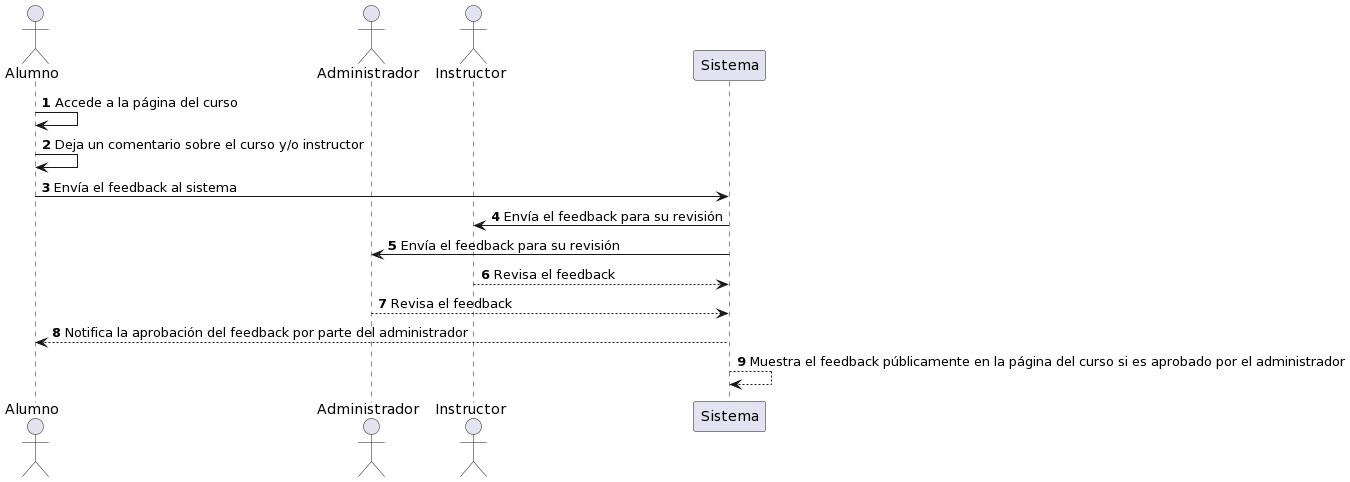 Alumno
Administrador
Instructor
Sistema
1 Accede a la página del curso
2 Deja un comentario sobre el curso y/o instructor
3 Envía el feedback al sistema
4 Envía el feedback para su revisión
5 Envía el feedback para su revisión
6 Revisa el feedback
7 Revisa el feedback
8 Notifica la aprobación del feedback por parte del administrador
9 Muestra el feedback públicamente en la página del curso si es aprobado por el administrador
Alumno
Administrador
Instructor
Sistema